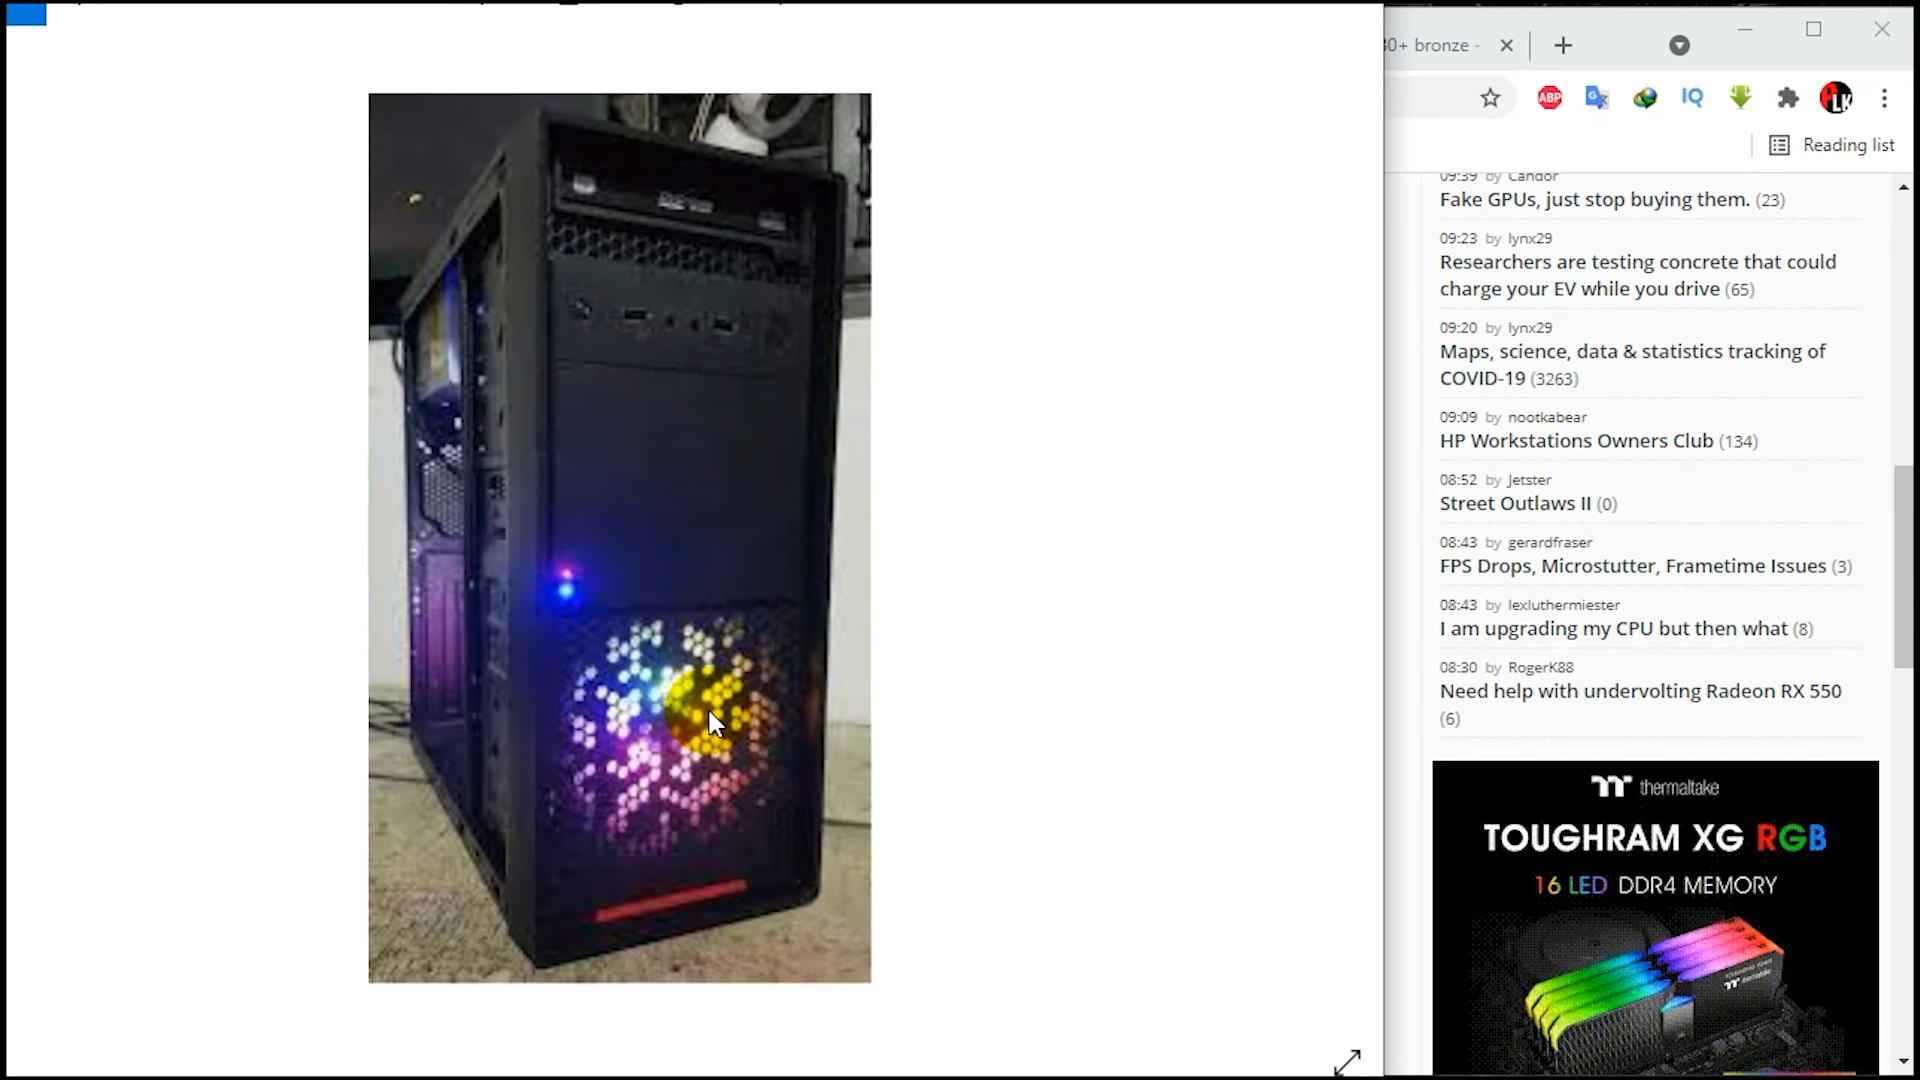 80+ bronze -
ABP
IQ
LK
Reading list
09:39 by Candor
Fake GPUs, just stop buying them. (23)
09:23 by lynx29
Researchers are testing concrete that could
charge your EV while you drive (65)
09:20 by lynx29
Maps, science, data & statistics tracking of
COVID-19 (3263)
09:09 by nootkabear
HP Workstations Owners Club (134)
08:52 by Jetster
Street Outlaws II (0)
08:43 by gerardfraser
FPS Drops, Microstutter, Frametime Issues (3)
08:43 by lexluthermiester
I am upgrading my CPU but then what (8)
08:30 by RogerK88
Need help with undervolting Radeon RX 550
(6)
thermaltake
TOUGHRAM XG RGB
16 LED DDR4 MEMORY